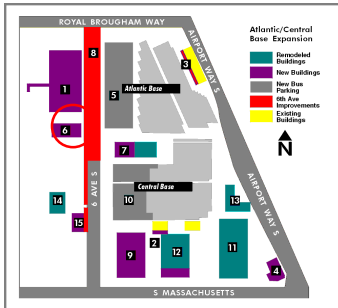 ROYAL BROUGHAM WAY
Atlantic/Central
Base Expansion
Remodeled
Buildings
New Buildings
New Bus
Parking
6th Ave
Improvements
Existing
Buildings
N
AIRPORT WAY S
8
3
1
5
Atlantic Base
6
7
6 AVE S
AIRPORT WAY S
Central Base
10
13
14
15
2
9
12
11
4
S MASSACHUSETTS